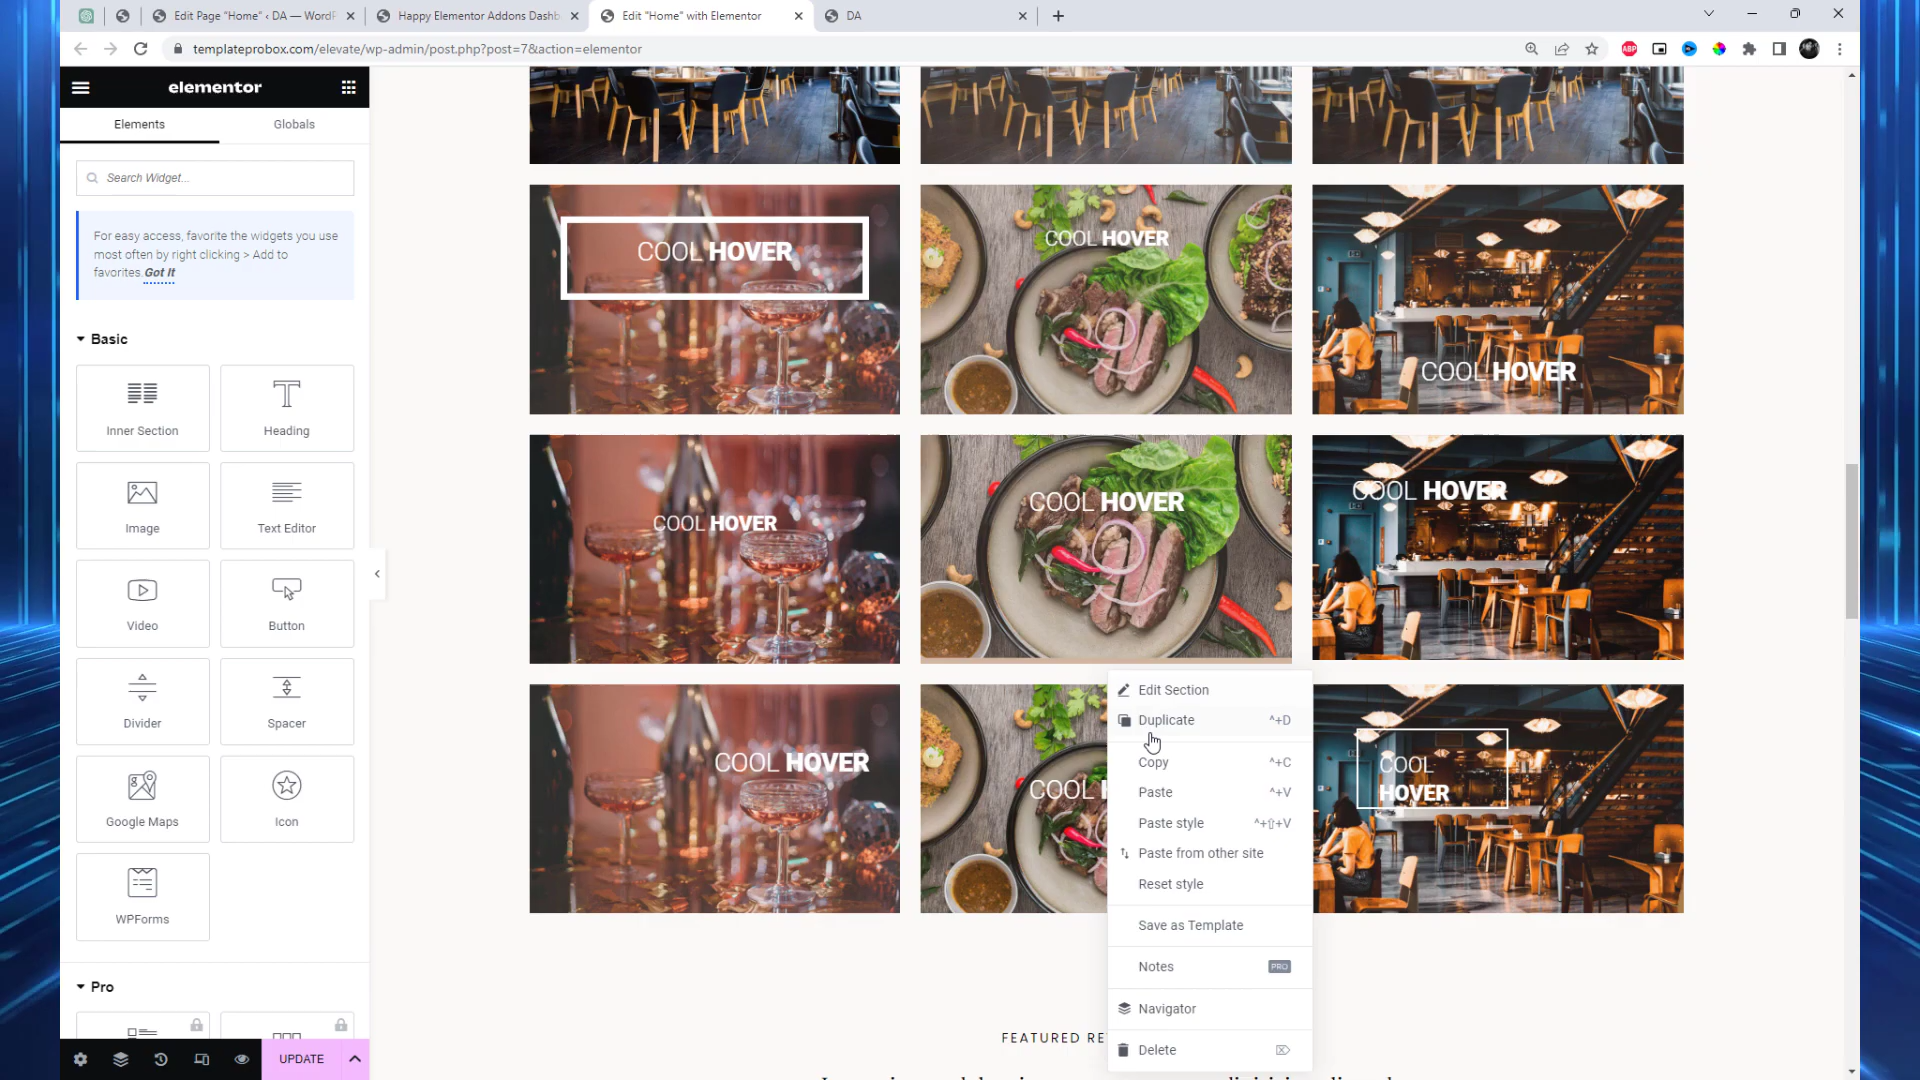 Edit Page "Home" ‹ DA — WordP
Happy Elementor Addons Dashb
Edit "Home" with Elementor
DA
templateprobox.com/elevate/wp-admin/post.php?post=7&action=elementor
ABP
elementor
Elements
Globals
Search Widget...
For easy access, favorite the widgets you use
most often by right clicking > Add to
favorites. Got It
Basic
Inner Section
Heading
Image
Text Editor
Video
Button
Divider
Spacer
Google Maps
Icon
WPForms
Pro
UPDATE
COOL HOVER
COOL HOVER
COOL HOVER
COOL HOVER
COOL HOVER
COOL HOVER
COOL HOVER
COOL H
COOL
HOVER
Edit Section
Duplicate ^+D
Copy ^+C
Paste ^+V
Paste style ^+⇧+V
Paste from other site
Reset style
Save as Template
Notes PRO
Navigator
Delete ⌦
FEATURED RE